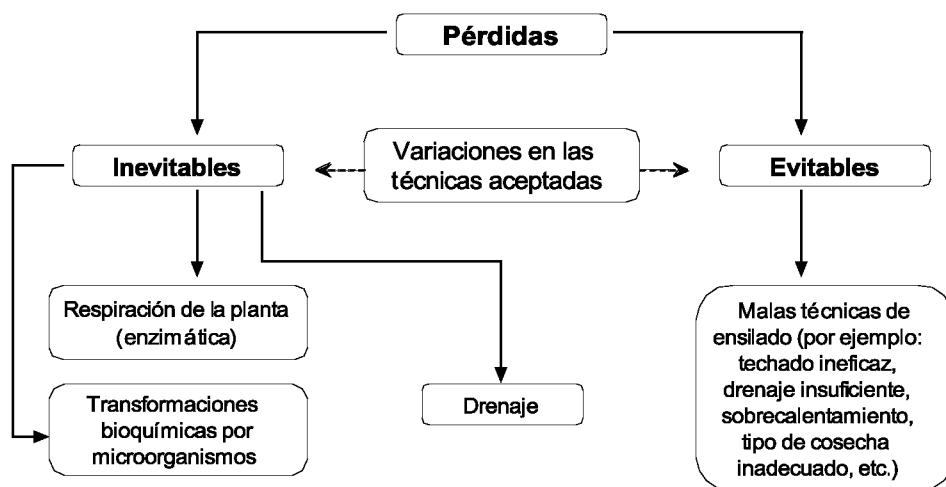 Pérdidas
Inevitables
Variaciones en las
técnicas aceptadas
Evitables
Respiración de la planta
(enzimática)
Transformaciones
bioquímicas por
microorganismos
Drenaje
Malas técnicas de
ensilado (por ejemplo:
techado ineficaz,
drenaje insuficiente,
sobrecalentamiento,
tipo de cosecha
inadecuado, etc.)